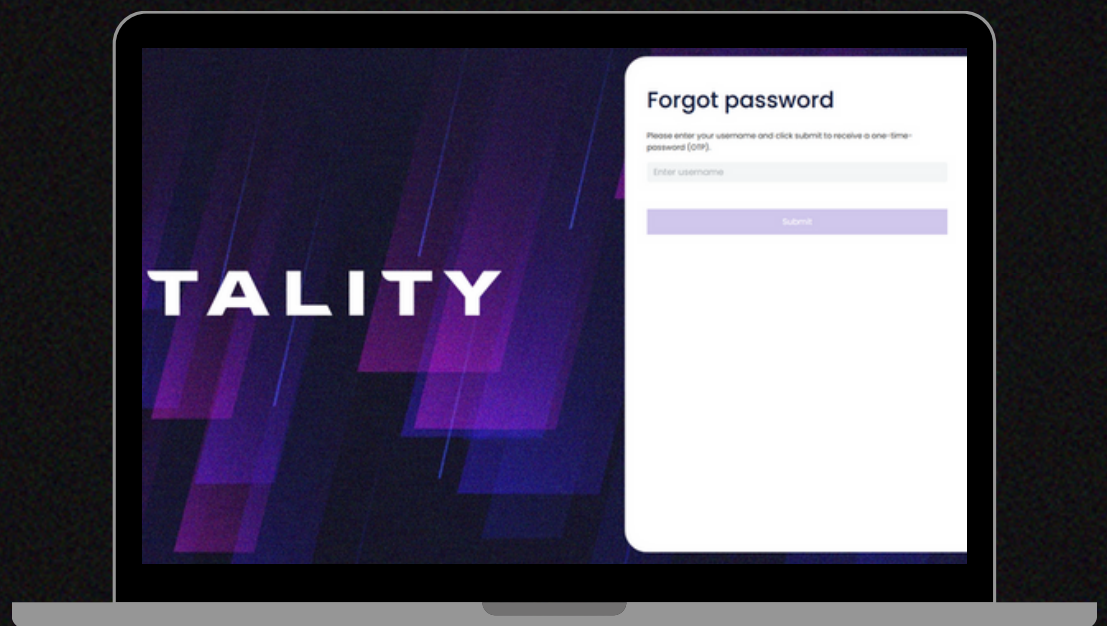 TALITY
Forgot password
Please enter your username and click submit to receive a one-time-
password (OTP).
Enter username
Submit